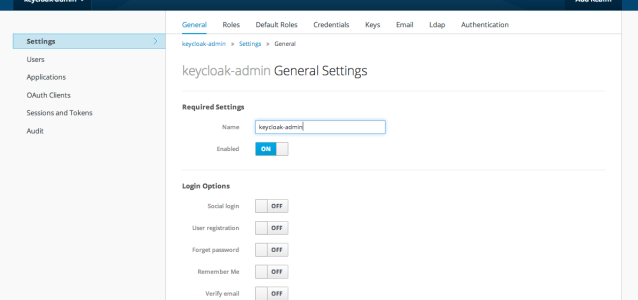 keycloak-admin
Add Realm
General Roles Default Roles Credentials Keys Email Ldap Authentication
keycloak-admin » Settings » General
Settings
Users
Applications
OAuth Clients
Sessions and Tokens
Audit
keycloak-admin General Settings
Required Settings
Name keycloak-admin
Enabled ON
Login Options
Social login OFF
User registration OFF
Forget password OFF
Remember Me OFF
Verify email OFF